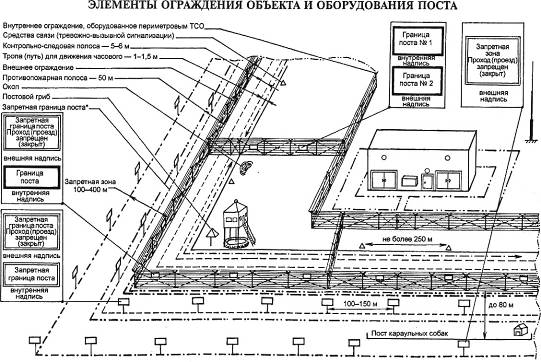 ЭЛЕМЕНТЫ ОГРАЖДЕНИЯ ОБЪЕКТА И ОБОРУДОВАНИЯ ПОСТА
Внутреннее ограждение, оборудованное периметровым ТСО
Средства связи (тревожно-вызывной сигнализации)
Контрольно-следовая полоса — 5–6 м
Тропа (путь) для движения часового — 1–1,5 м
Внешнее ограждение
Противопожарная полоса — 50 м
Окоп
Постовой гриб
Запретная граница поста*
Граница
поста № 1
внутренняя
надпись
Граница
поста № 2
внешняя
надпись
Запретная
зона
Проход (проезд)
запрещен
(закрыт)
внешняя
надпись
Запретная
граница поста
Проход (проезд)
запрещен
(закрыт)
внешняя надпись
Граница
поста
внутренняя
надпись
Запретная
граница поста
Проход (проезд)
запрещен
(закрыт)
внешняя
надпись
Запретная
граница поста
внутренняя
надпись
Запретная зона
100–400 м
не более 250 м
100–150 м
до 80 м
Пост караульных собак